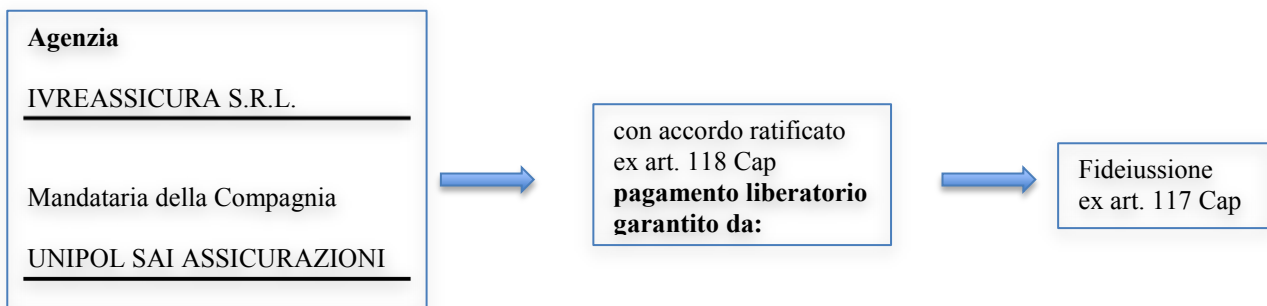 Agenzia
IVREASSICURA S.R.L.
Mandataria della Compagnia
UNIPOL SAI ASSICURAZIONI
con accordo ratificato
ex art. 118 Cap
pagamento liberatorio
garantito da:
Fideiussione
ex art. 117 Cap